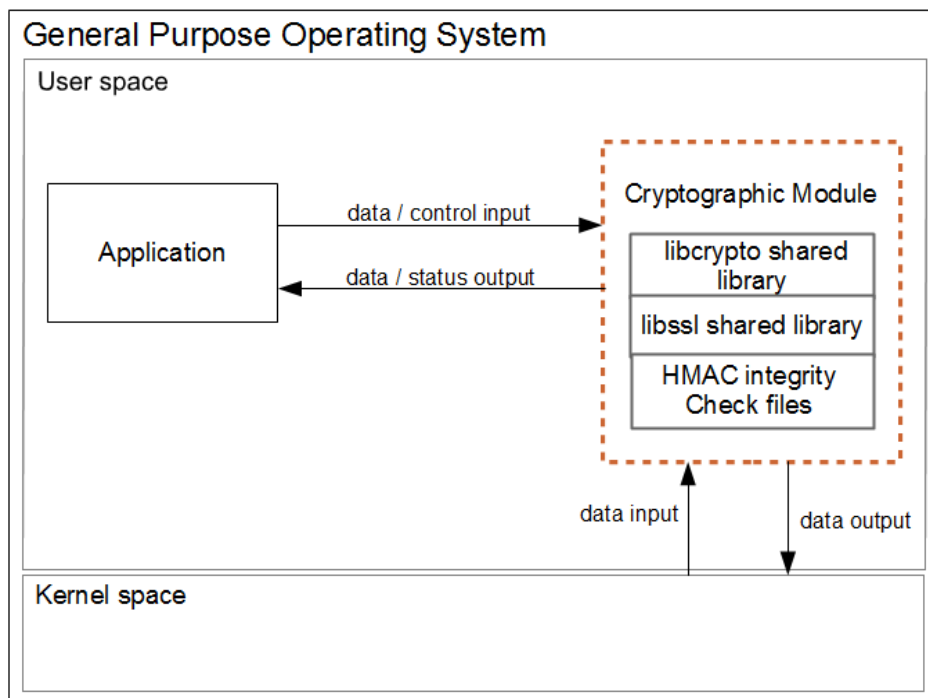 General Purpose Operating System
User space
Application
data / control input
data / status output
Cryptographic Module
libcrypto shared
library
libssl shared library
HMAC integrity
Check files
data input
data output
Kernel space